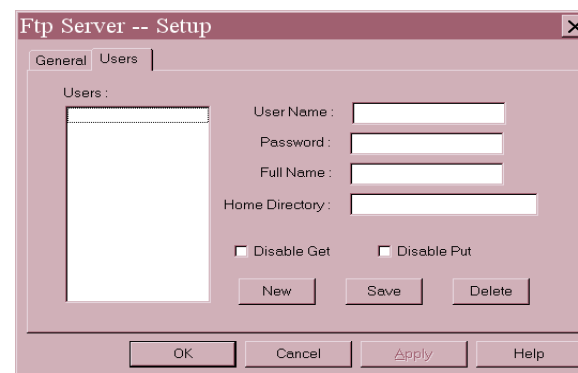 Ftp Server -- Setup
General Users
Users :
User Name :
Password :
Full Name :
Home Directory :
Disable Get Disable Put
New Save Delete
OK Cancel Apply Help